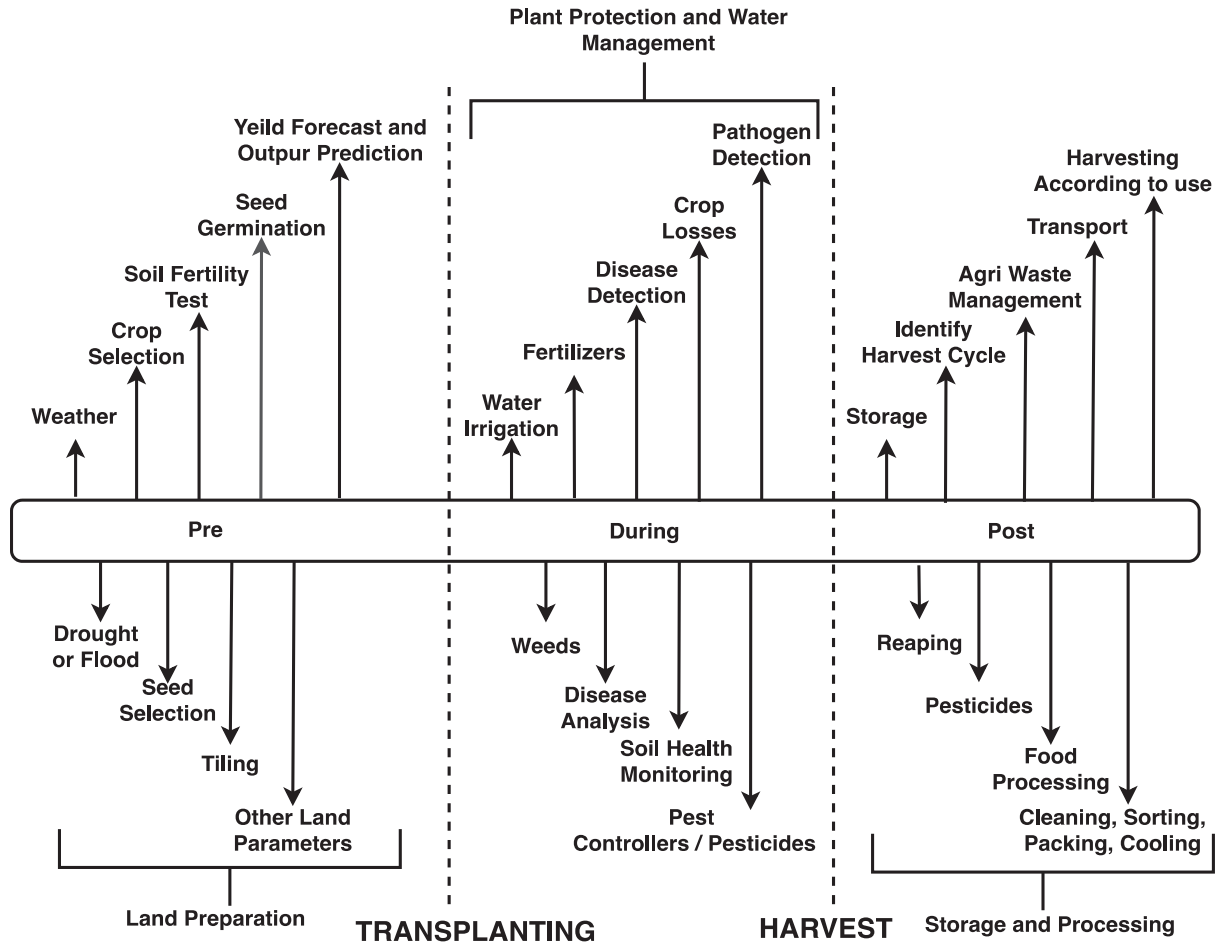 Plant Protection and Water
Management
Yeild Forecast and
Outpur Prediction
Seed
Germination
Soil Fertility
Test
Crop
Selection
Weather
Pathogen
Detection
Crop
Losses
Disease
Detection
Fertilizers
Water
Irrigation
Harvesting
According to use
Transport
Agri Waste
Management
Identify
Harvest Cycle
Storage
Pre
During
Post
Drought
or Flood
Seed
Selection
Tiling
Other Land
Parameters
Land Preparation
Weeds
Disease
Analysis
Soil Health
Monitoring
Pest
Controllers / Pesticides
Reaping
Pesticides
Food
Processing
Cleaning, Sorting,
Packing, Cooling
Storage and Processing
TRANSPLANTING
HARVEST